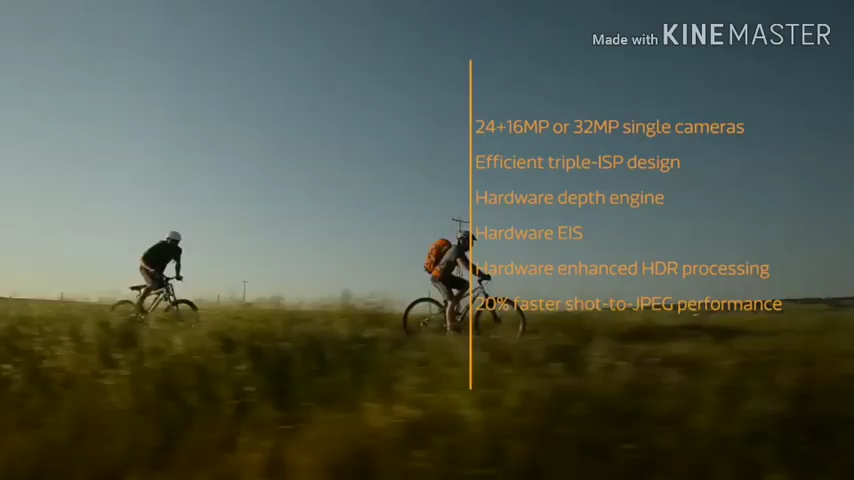 Made with KINEMASTER
24+16MP or 32MP single cameras
Efficient triple-ISP design
Hardware depth engine
Hardware EIS
Hardware enhanced HDR processing
20% faster shot-to-JPEG performance